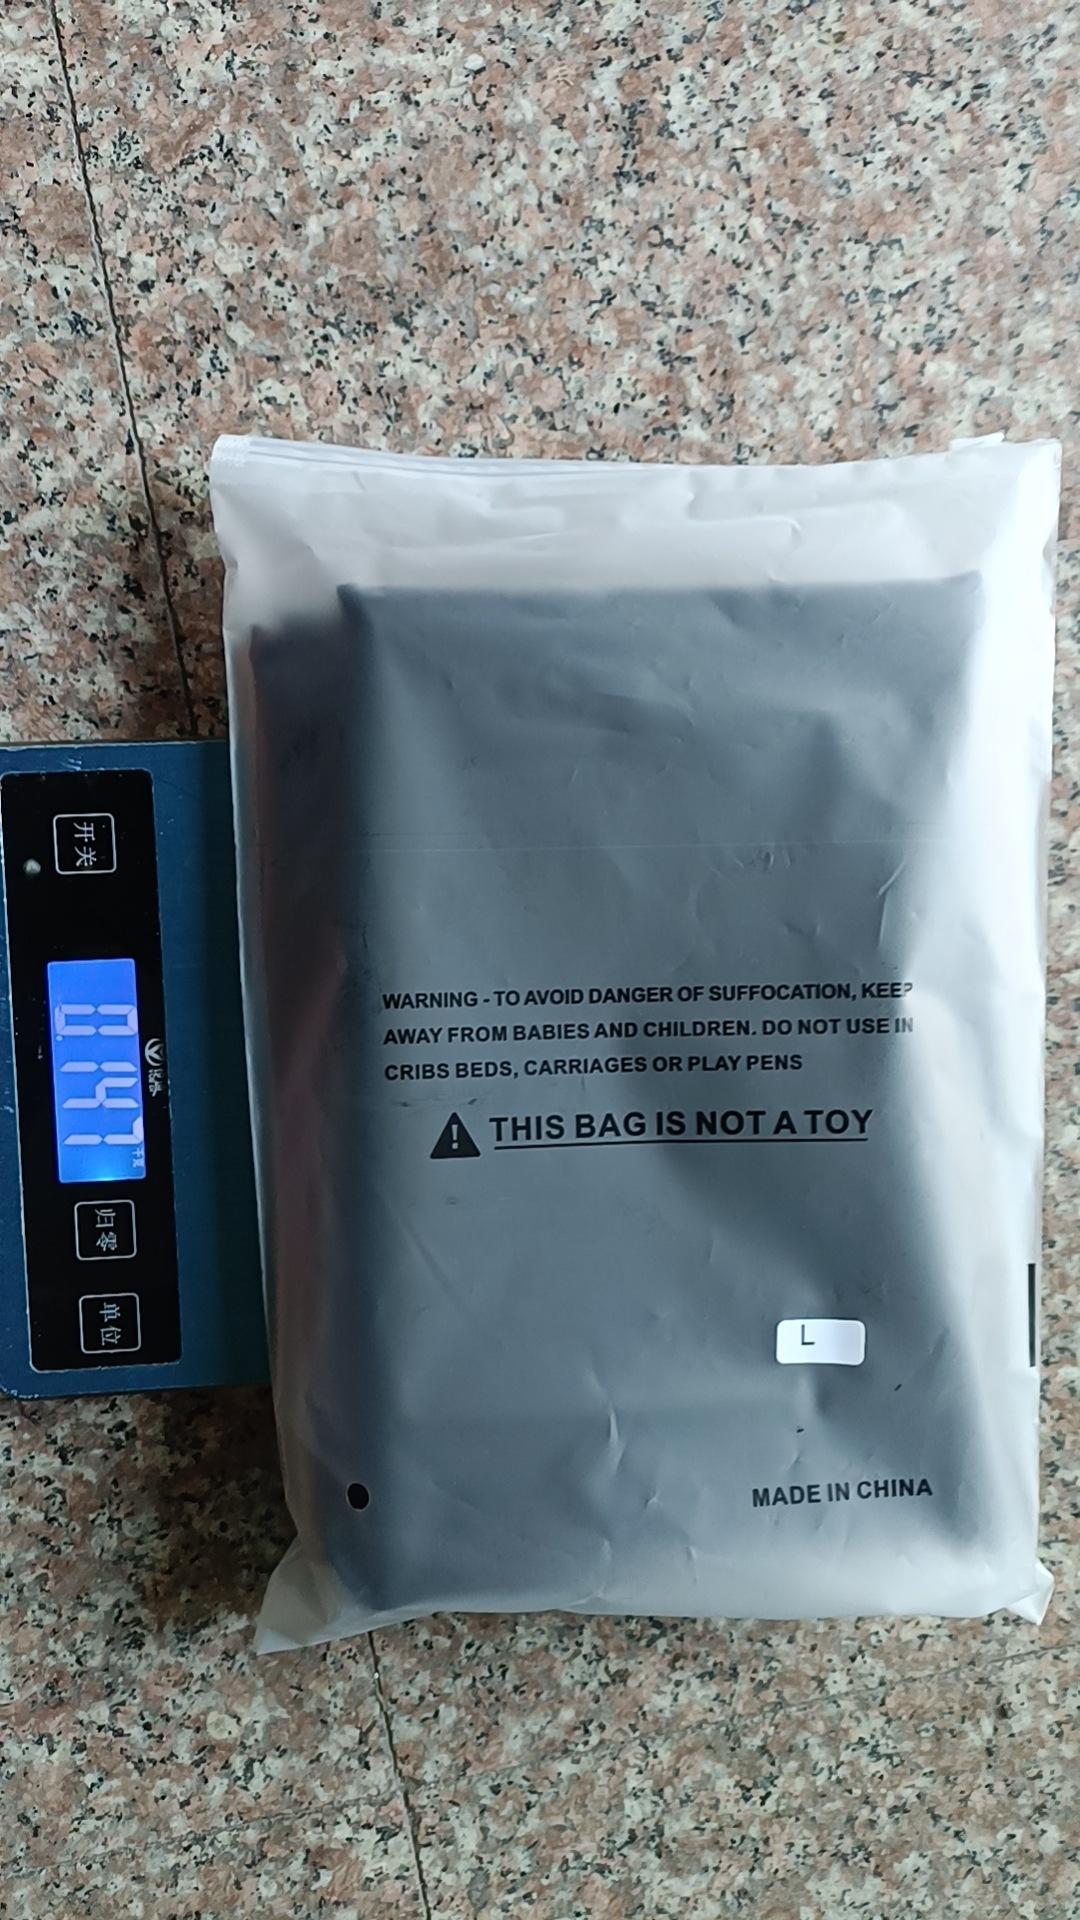 开/关
0.147
归零
单位
WARNING - TO AVOID DANGER OF SUFFOCATION, KEEP
AWAY FROM BABIES AND CHILDREN. DO NOT USE IN
CRIBS BEDS, CARRIAGES OR PLAY PENS
THIS BAG IS NOT A TOY
L
MADE IN CHINA